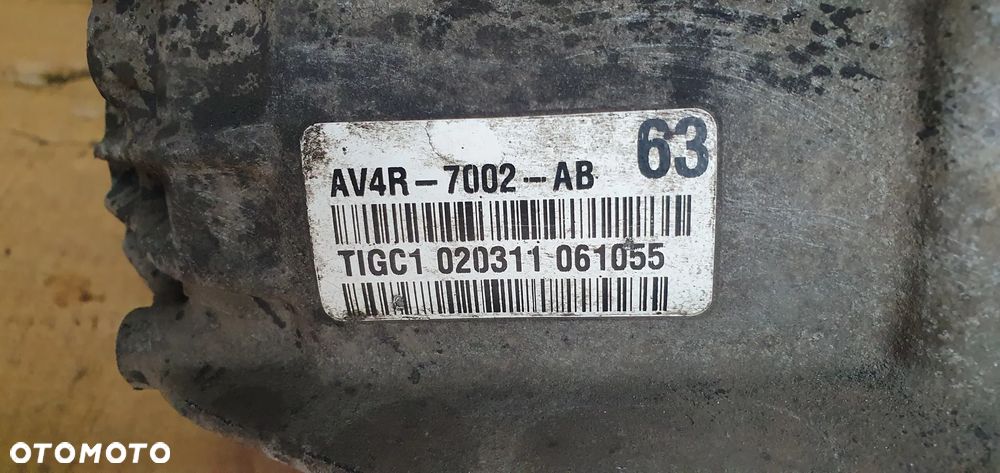 63
AV4R-7002-AB
TIGC1 020311 061055
OTOMOTO